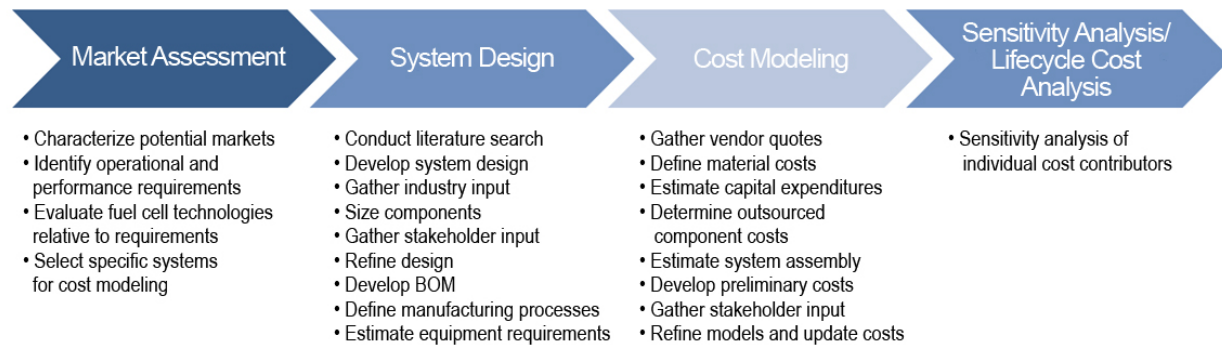 Market Assessment
• Characterize potential markets
• Identify operational and
performance requirements
• Evaluate fuel cell technologies
relative to requirements
• Select specific systems
for cost modeling
System Design
• Conduct literature search
• Develop system design
• Gather industry input
• Size components
• Gather stakeholder input
• Refine design
• Develop BOM
• Define manufacturing processes
• Estimate equipment requirements
Cost Modeling
• Gather vendor quotes
• Define material costs
• Estimate capital expenditures
• Determine outsourced
component costs
• Estimate system assembly
• Develop preliminary costs
• Gather stakeholder input
• Refine models and update costs
Sensitivity Analysis/
Lifecycle Cost
Analysis
• Sensitivity analysis of
individual cost contributors